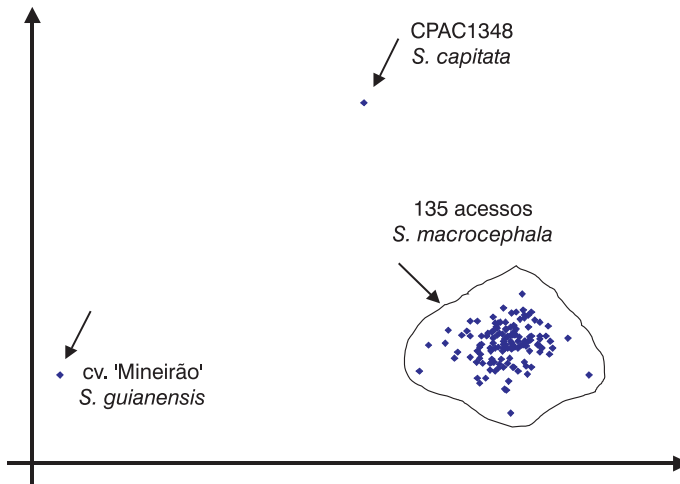 CPAC1348
S. capitata
135 acessos
S. macrocephala
cv. 'Mineirão'
S. guianensis